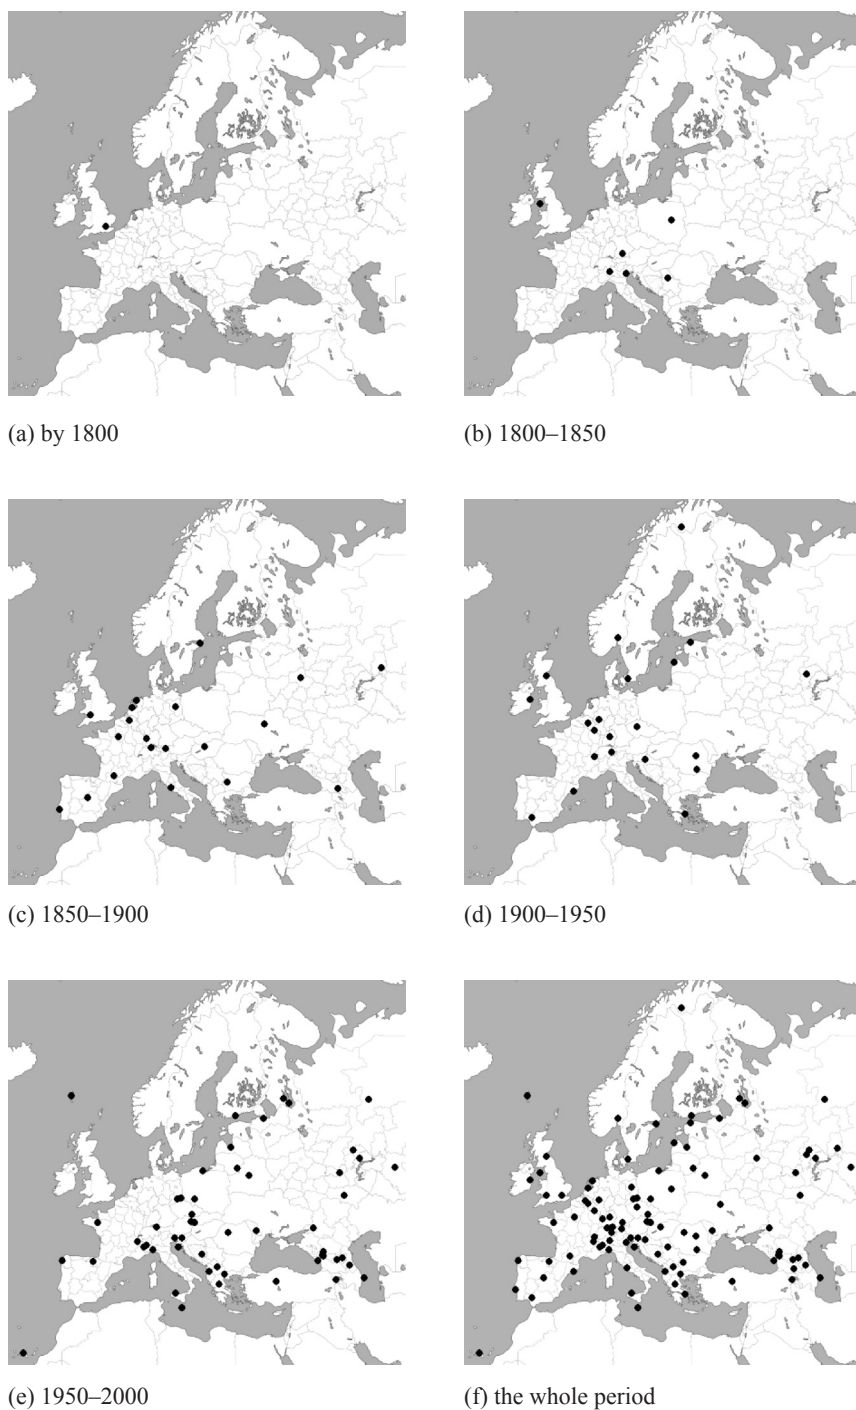 (a) by 1800
(b) 1800–1850
(c) 1850–1900
(d) 1900–1950
(e) 1950–2000
(f) the whole period